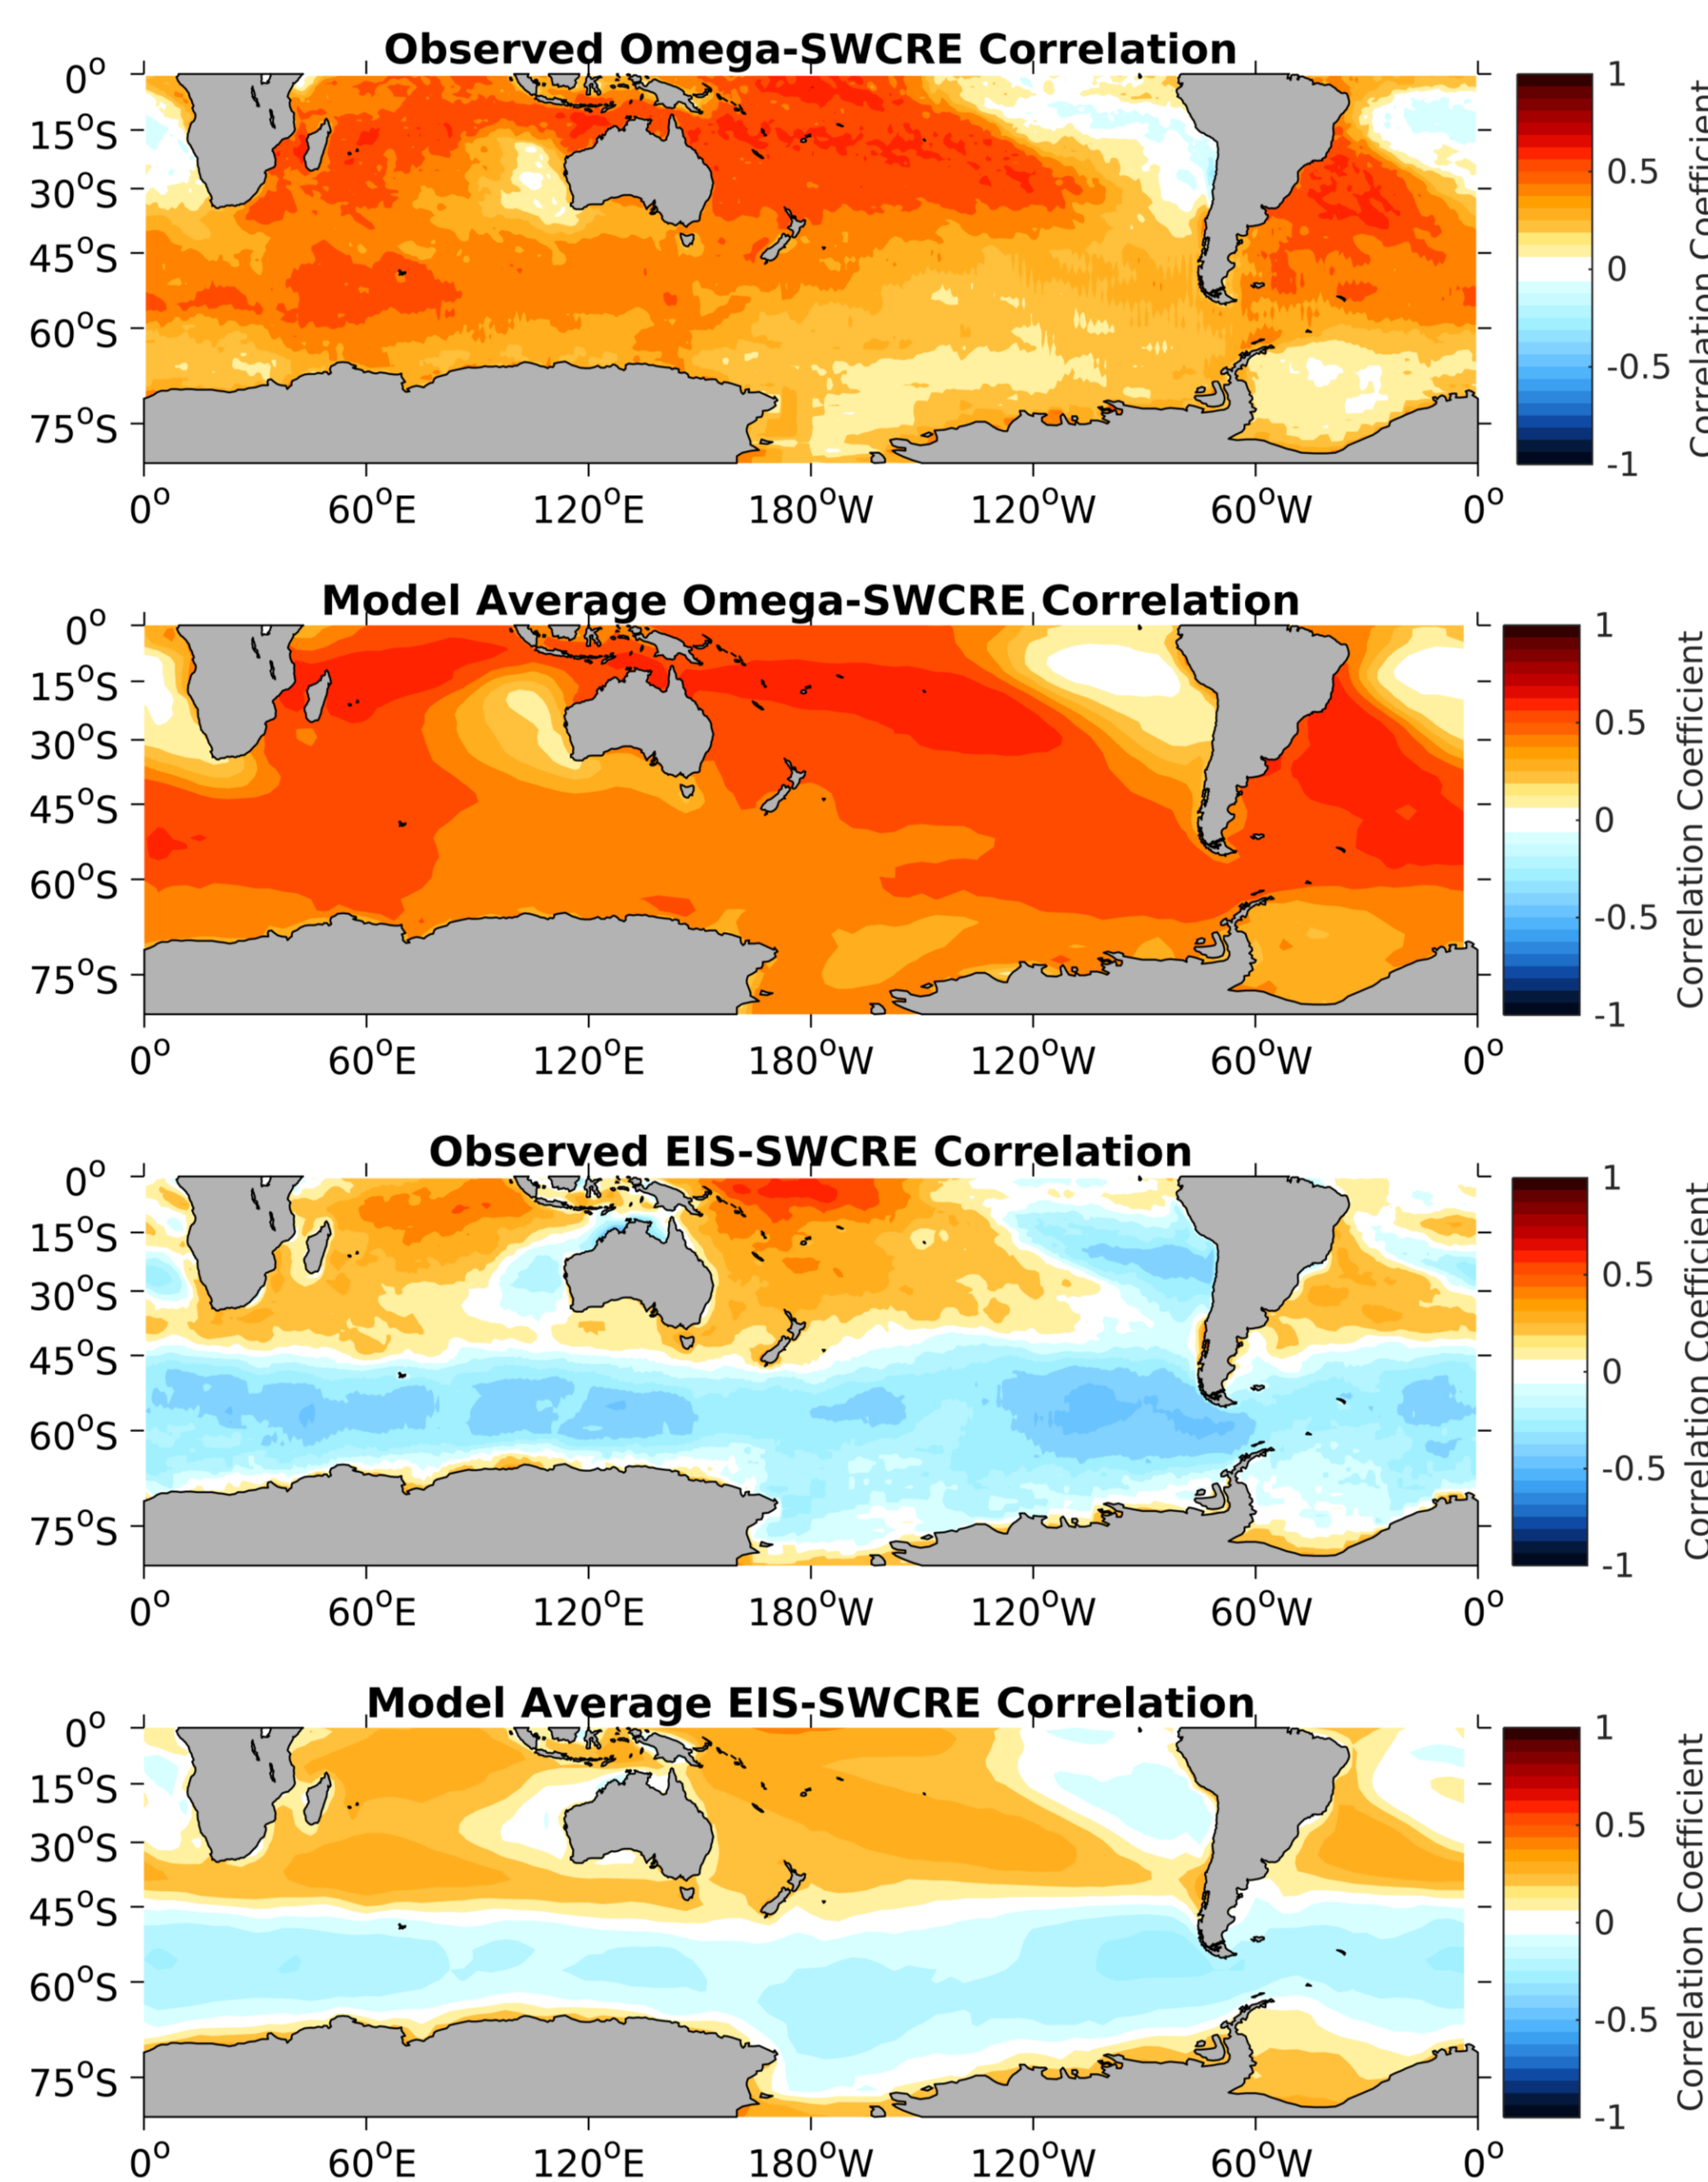 Observed Omega-SWCRE Correlation
0°
15°S
30°S
45°S
60°S
75°S
0° 60°E 120°E 180°W 120°W 60°W 0°
1
0.5
0
-0.5
-1
Correlation Coefficient
Model Average Omega-SWCRE Correlation
0°
15°S
30°S
45°S
60°S
75°S
0° 60°E 120°E 180°W 120°W 60°W 0°
1
0.5
0
-0.5
-1
Correlation Coefficient
Observed EIS-SWCRE Correlation
0°
15°S
30°S
45°S
60°S
75°S
0° 60°E 120°E 180°W 120°W 60°W 0°
1
0.5
0
-0.5
-1
Correlation Coefficient
Model Average EIS-SWCRE Correlation
0°
15°S
30°S
45°S
60°S
75°S
0° 60°E 120°E 180°W 120°W 60°W 0°
1
0.5
0
-0.5
-1
Correlation Coefficient